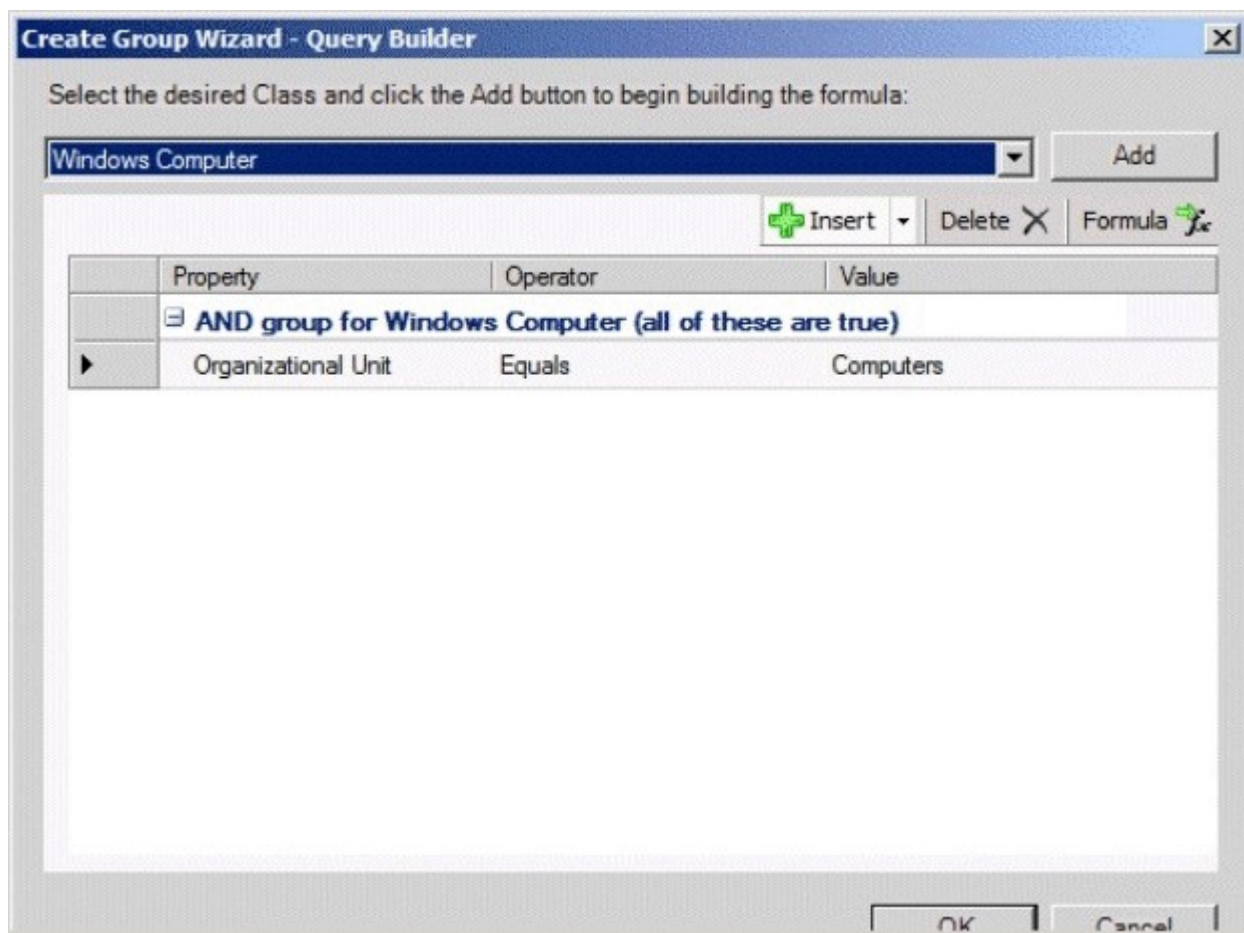 Create Group Wizard - Query Builder
Select the desired Class and click the Add button to begin building the formula:
Windows Computer
Add
Insert Delete Formula
Property Operator Value
AND group for Windows Computer (all of these are true)
Organizational Unit Equals Computers
OK Cancel